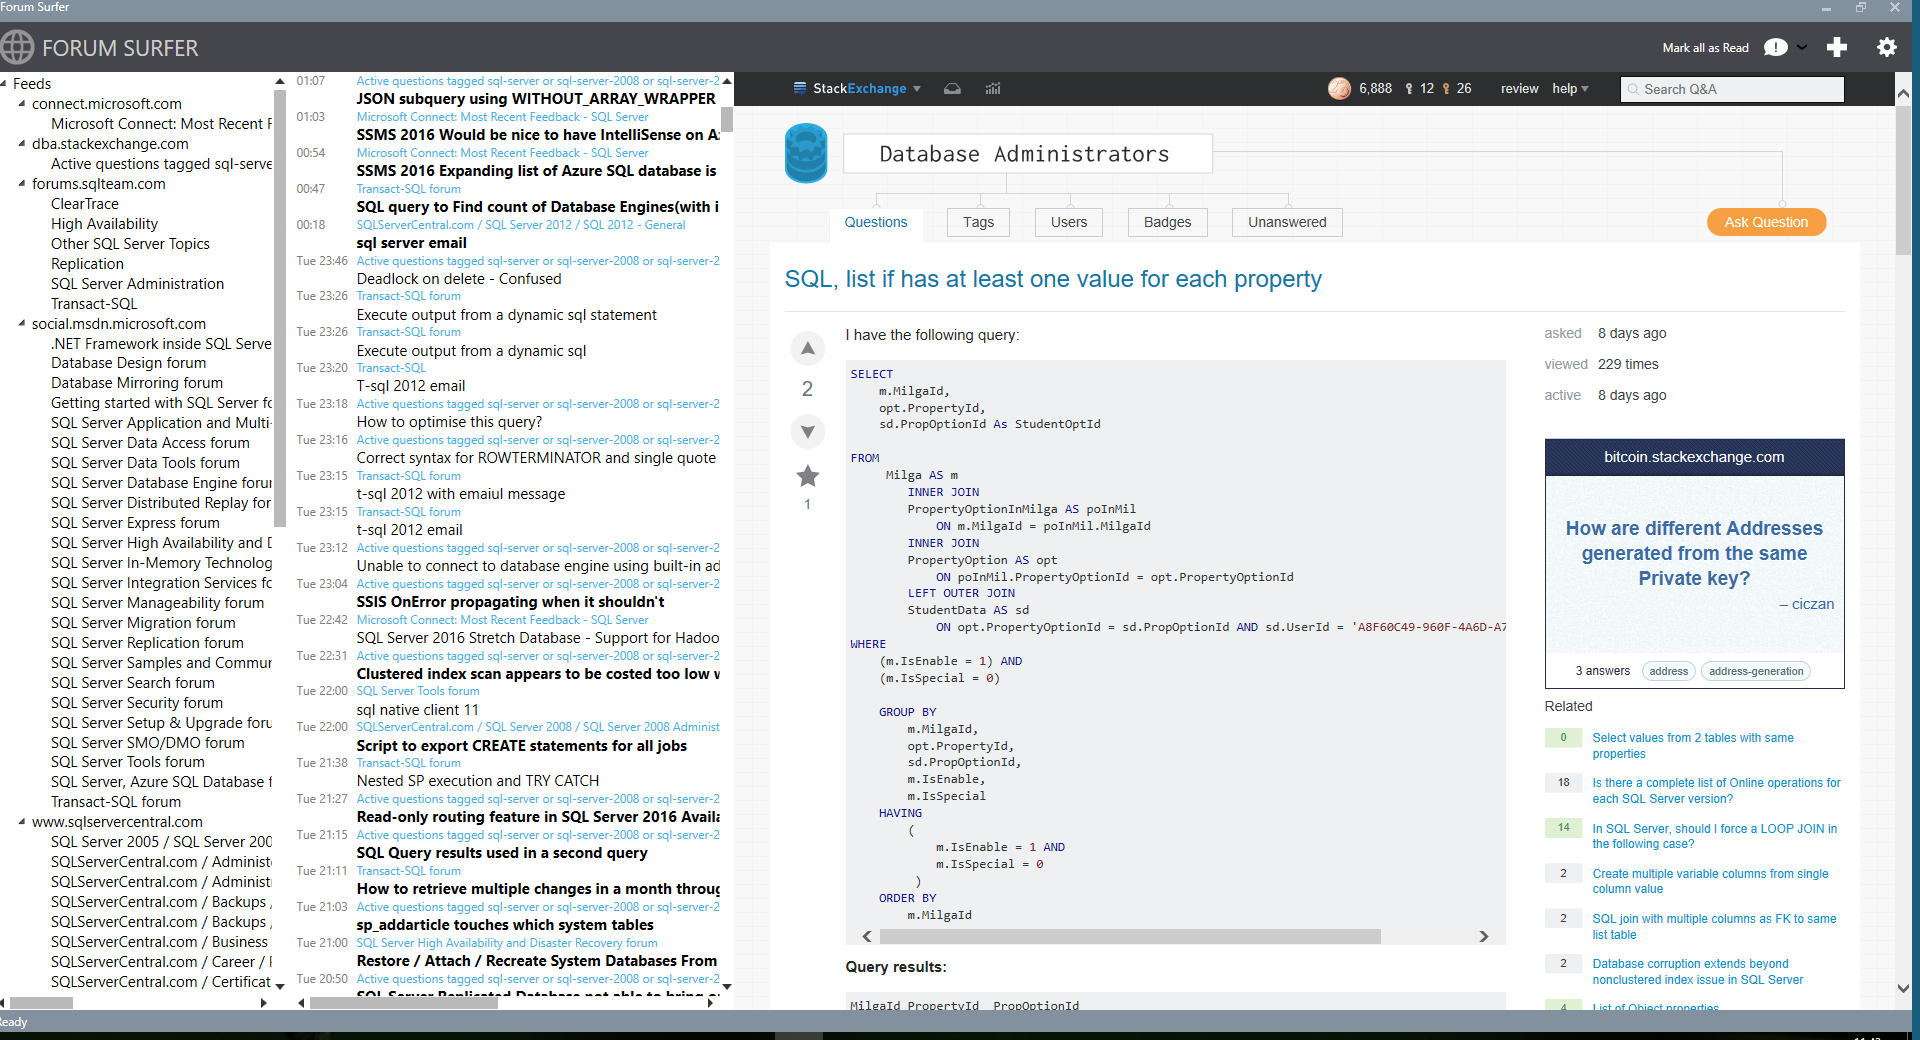 Forum Surfer
FORUM SURFER
Mark all as Read
Feeds
connect.microsoft.com
Microsoft Connect: Most Recent F
dba.stackexchange.com
Active questions tagged sql-serve
forums.sqlteam.com
ClearTrace
High Availability
Other SQL Server Topics
Replication
SQL Server Administration
Transact-SQL
social.msdn.microsoft.com
.NET Framework inside SQL Serve
Database Design forum
Database Mirroring forum
Getting started with SQL Server fo
SQL Server Application and Multi-
SQL Server Data Access forum
SQL Server Data Tools forum
SQL Server Database Engine forum
SQL Server Distributed Replay for
SQL Server Express forum
SQL Server High Availability and D
SQL Server In-Memory Technolog
SQL Server Integration Services fo
SQL Server Manageability forum
SQL Server Migration forum
SQL Server Replication forum
SQL Server Samples and Commun
SQL Server Search forum
SQL Server Security forum
SQL Server Setup & Upgrade foru
SQL Server SMO/DMO forum
SQL Server Tools forum
SQL Server, Azure SQL Database f
Transact-SQL forum
www.sqlservercentral.com
SQL Server 2005 / SQL Server 200
SQLServerCentral.com / Administ
SQLServerCentral.com / Administ
SQLServerCentral.com / Backups /
SQLServerCentral.com / Backups /
SQLServerCentral.com / Business
SQLServerCentral.com / Career / F
SQLServerCentral.com / Certificat
01:07 Active questions tagged sql-server or sql-server-2008 or sql-server-2
JSON subquery using WITHOUT_ARRAY_WRAPPER
01:03 Microsoft Connect: Most Recent Feedback - SQL Server
SSMS 2016 Would be nice to have IntelliSense on Az
00:54 Microsoft Connect: Most Recent Feedback - SQL Server
SSMS 2016 Expanding list of Azure SQL database is
00:47 Transact-SQL forum
SQL query to Find count of Database Engines(with i
00:18 SQLServerCentral.com / SQL Server 2012 / SQL 2012 - General
sql server email
Tue 23:46 Active questions tagged sql-server or sql-server-2008 or sql-server-2
Deadlock on delete - Confused
Tue 23:26 Transact-SQL forum
Execute output from a dynamic sql statement
Tue 23:26 Transact-SQL forum
Execute output from a dynamic sql
Tue 23:20 Transact-SQL
T-sql 2012 email
Tue 23:18 Active questions tagged sql-server or sql-server-2008 or sql-server-2
How to optimise this query?
Tue 23:16 Active questions tagged sql-server or sql-server-2008 or sql-server-2
Correct syntax for ROWTERMINATOR and single quote
Tue 23:15 Transact-SQL forum
t-sql 2012 with emaiul message
Tue 23:15 Transact-SQL forum
t-sql 2012 email
Tue 23:12 Active questions tagged sql-server or sql-server-2008 or sql-server-2
Unable to connect to database engine using built-in ad
Tue 23:04 Active questions tagged sql-server or sql-server-2008 or sql-server-2
SSIS OnError propagating when it shouldn't
Tue 22:42 Microsoft Connect: Most Recent Feedback - SQL Server
SQL Server 2016 Stretch Database - Support for Hadoo
Tue 22:31 Active questions tagged sql-server or sql-server-2008 or sql-server-2
Clustered index scan appears to be costed too low w
Tue 22:00 SQL Server Tools forum
sql native client 11
Tue 22:00 SQLServerCentral.com / SQL Server 2008 / SQL Server 2008 Administ
Script to export CREATE statements for all jobs
Tue 21:38 Transact-SQL forum
Nested SP execution and TRY CATCH
Tue 21:27 Active questions tagged sql-server or sql-server-2008 or sql-server-2
Read-only routing feature in SQL Server 2016 Availa
Tue 21:15 Active questions tagged sql-server or sql-server-2008 or sql-server-2
SQL Query results used in a second query
Tue 21:11 Transact-SQL forum
How to retrieve multiple changes in a month throug
Tue 21:03 Active questions tagged sql-server or sql-server-2008 or sql-server-2
sp_addarticle touches which system tables
Tue 21:00 SQL Server High Availability and Disaster Recovery forum
Restore / Attach / Recreate System Databases From
Tue 20:50 Active questions tagged sql-server or sql-server-2008 or sql-server-2
SQL Server Replicated Database not able to bring
StackExchange
6,888 12 26 review help
Search Q&A
Database Administrators
Questions Tags Users Badges Unanswered
Ask Question
SQL, list if has at least one value for each property
2
1
I have the following query:
SELECT
m.MilgaId,
opt.PropertyId,
sd.PropOptionId As StudentOptId
FROM
Milga AS m
INNER JOIN
PropertyOptionInMilga AS poInMil
ON m.MilgaId = poInMil.MilgaId
INNER JOIN
PropertyOption AS opt
ON poInMil.PropertyOptionId = opt.PropertyOptionId
LEFT OUTER JOIN
StudentData AS sd
ON opt.PropertyOptionId = sd.PropOptionId AND sd.UserId = 'A8F60C49-960F-4A6D-A7
WHERE
(m.IsEnable = 1) AND
(m.IsSpecial = 0)
GROUP BY
m.MilgaId,
opt.PropertyId,
sd.PropOptionId,
m.IsEnable,
m.IsSpecial
HAVING
(
m.IsEnable = 1 AND
m.IsSpecial = 0
)
ORDER BY
m.MilgaId
Query results:
MilgaId PropertyId PropOptionId
asked 8 days ago
viewed 229 times
active 8 days ago
bitcoin.stackexchange.com
How are different Addresses
generated from the same
Private key?
– ciczan
3 answers address address-generation
Related
0 Select values from 2 tables with same
properties
18 Is there a complete list of Online operations for
each SQL Server version?
14 In SQL Server, should I force a LOOP JOIN in
the following case?
2 Create multiple variable columns from single
column value
2 SQL join with multiple columns as FK to same
list table
2 Database corruption extends beyond
nonclustered index issue in SQL Server
4 List of Object properties
Ready